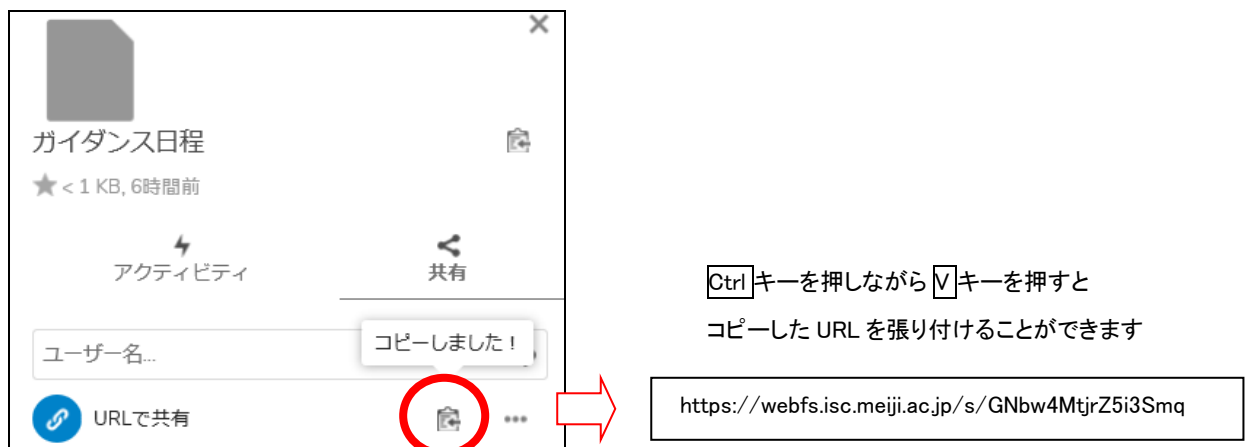 ガイダンス日程
★ < 1 KB, 6時間前
アクティビティ
共有
コピーしました！
ユーザー名...
URLで共有
Ctrl キーを押しながら V キーを押すと
コピーした URL を張り付けることができます
https://webfs.isc.meiji.ac.jp/s/GNbw4MtjrZ5i3Smq